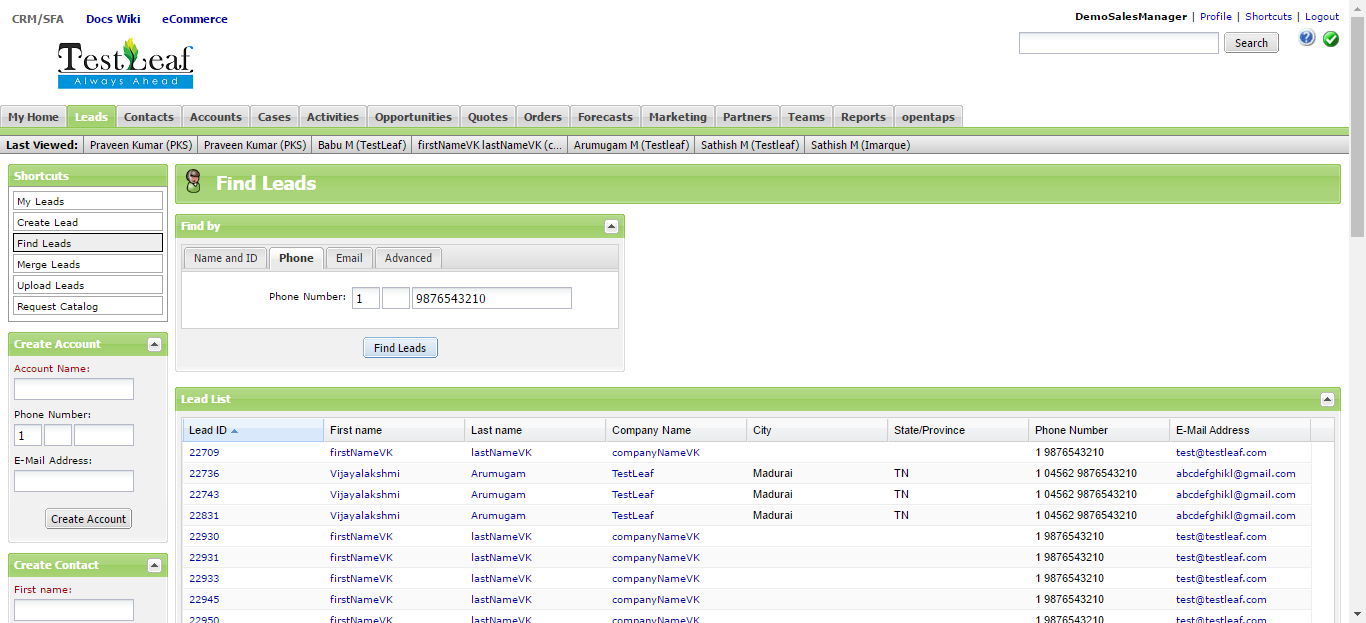 CRM/SFA Docs Wiki eCommerce
DemoSalesManager | Profile | Shortcuts | Logout
TestLeaf
Always Ahead
Search
My Home Leads Contacts Accounts Cases Activities Opportunities Quotes Orders Forecasts Marketing Partners Teams Reports opentaps
Last Viewed: Praveen Kumar (PKS) Praveen Kumar (PKS) Babu M (TestLeaf) firstNameVK lastNameVK (c... Arumugam M (Testleaf) Sathish M (Testleaf) Sathish M (Imarque)
Shortcuts
My Leads
Create Lead
Find Leads
Merge Leads
Upload Leads
Request Catalog
Create Account
Account Name:
Phone Number:
1
E-Mail Address:
Create Account
Create Contact
First name:
Find Leads
Find by
Name and ID Phone Email Advanced
Phone Number: 1 9876543210
Find Leads
Lead List
Lead ID First name Last name Company Name City State/Province Phone Number E-Mail Address
22709 firstNameVK lastNameVK companyNameVK 1 9876543210 test@testleaf.com
22736 Vijayalakshmi Arumugam TestLeaf Madurai TN 1 04562 9876543210 abcdefghikl@gmail.com
22743 Vijayalakshmi Arumugam TestLeaf Madurai TN 1 04562 9876543210 abcdefghikl@gmail.com
22831 Vijayalakshmi Arumugam TestLeaf Madurai TN 1 04562 9876543210 abcdefghikl@gmail.com
22930 firstNameVK lastNameVK companyNameVK 1 9876543210 test@testleaf.com
22931 firstNameVK lastNameVK companyNameVK 1 9876543210 test@testleaf.com
22933 firstNameVK lastNameVK companyNameVK 1 9876543210 test@testleaf.com
22945 firstNameVK lastNameVK companyNameVK 1 9876543210 test@testleaf.com
22950 firstNameVK lastNameVK companyNameVK 1 9876543210 test@testleaf.com